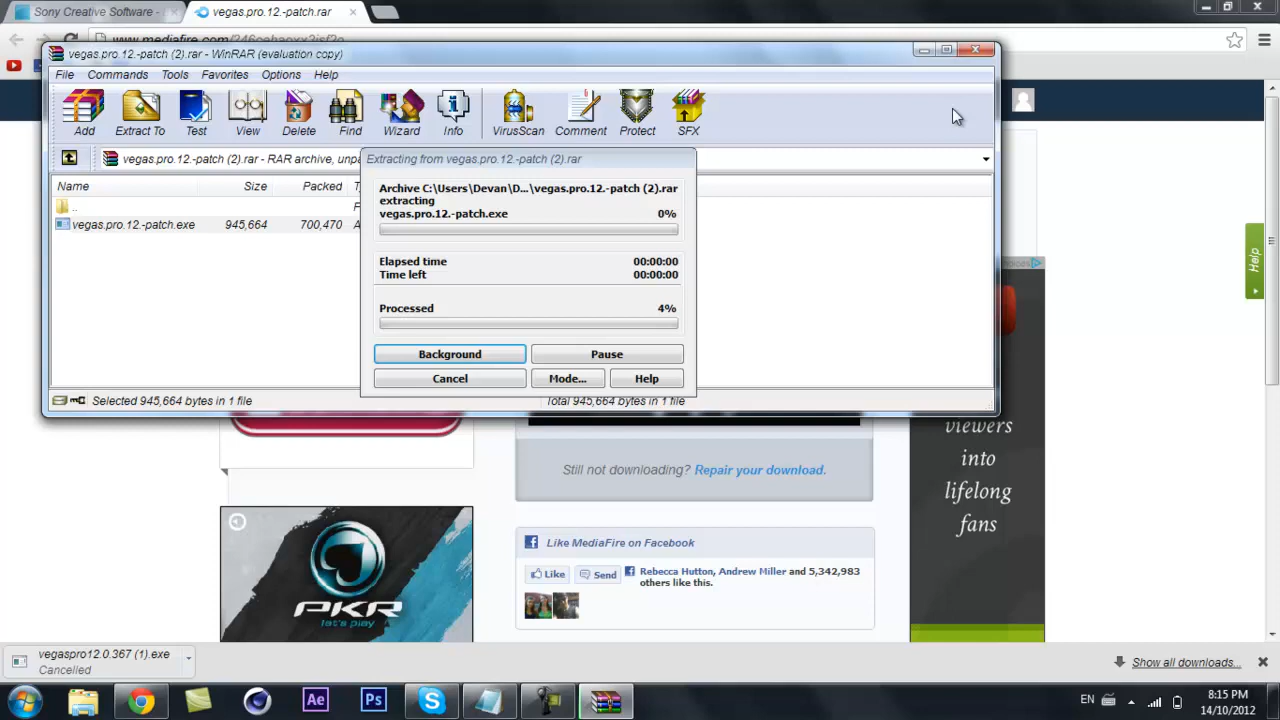 Sony Creative Software -
vegas.pro.12.-patch.rar
www.mediafire.com/
vegas.pro.12.-patch (2).rar - WinRAR (evaluation copy)
File Commands Tools Favorites Options Help
Add Extract To Test View Delete Find Wizard Info VirusScan Comment Protect SFX
vegas.pro.12.-patch (2).rar - RAR archive, unpa
Extracting from vegas.pro.12.-patch (2).rar
Name Size Packed
..
vegas.pro.12.-patch.exe 945,664 700,470 A
Archive C:\Users\Devan\D...\vegas.pro.12.-patch (2).rar
extracting
vegas.pro.12.-patch.exe 0%
Elapsed time 00:00:00
Time left 00:00:00
Processed 4%
Background Pause
Cancel Mode... Help
Selected 945,664 bytes in 1 file
Total 945,664 bytes in 1 file
Help
viewers
into
lifelong
fans
Still not downloading? Repair your download.
Like MediaFire on Facebook
Like Send Rebecca Hutton, Andrew Miller and 5,342,983
others like this.
PKR
let's play
vegaspro12.0.367 (1).exe
Cancelled
Show all downloads...
Ae Ps
EN 8:15 PM
14/10/2012